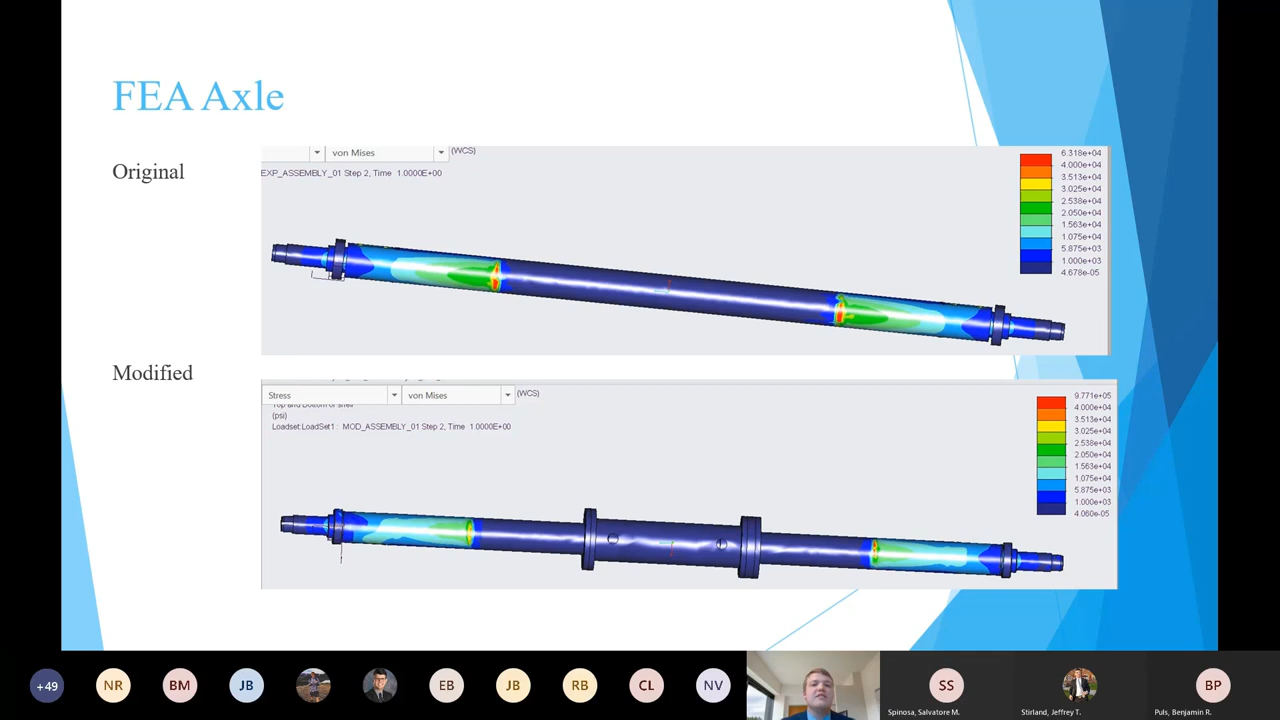 FEA Axle
Original
von Mises
(WCS)
EXP_ASSEMBLY_01 Step 2, Time 1.0000E+00
6.318e+04
4.000e+04
3.513e+04
3.025e+04
2.538e+04
2.050e+04
1.563e+04
1.075e+04
5.875e+03
1.000e+03
4.678e-05
Modified
Stress
von Mises
(WCS)
Top and Bottom of shell
(psi)
Loadset:LoadSet1 : MOD_ASSEMBLY_01 Step 2, Time 1.0000E+00
9.771e+05
4.000e+04
3.513e+04
3.025e+04
2.538e+04
2.050e+04
1.563e+04
1.075e+04
5.875e+03
1.000e+03
4.060e-05
+49
NR
BM
JB
EB
JB
RB
CL
NV
SS
BP
Spinosa, Salvatore M.
Stirland, Jeffrey T.
Puls, Benjamin R.